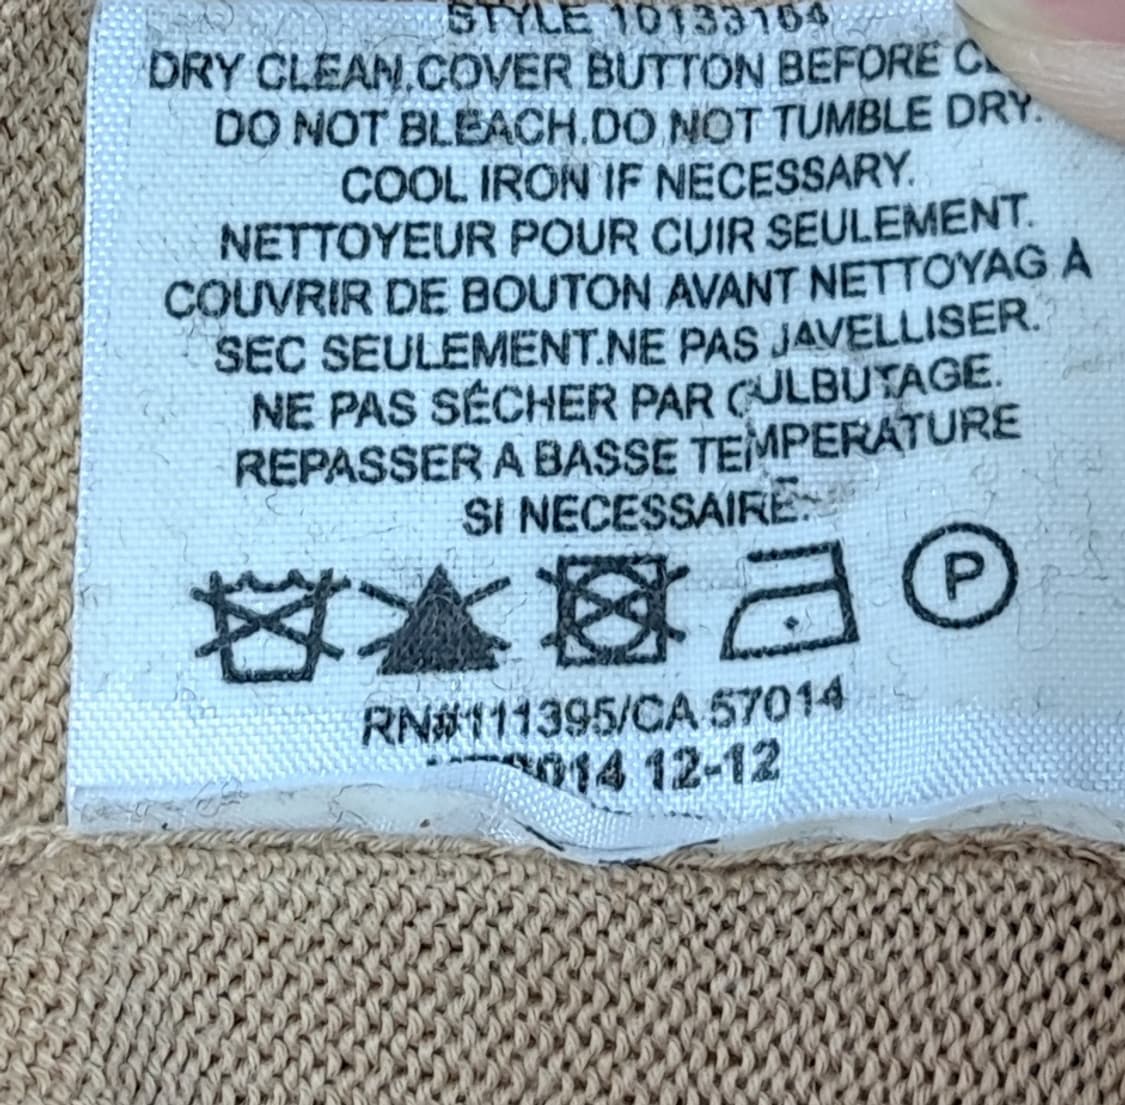 STYLE 10133164
DRY CLEAN.COVER BUTTON BEFORE
DO NOT BLEACH.DO NOT TUMBLE DRY.
COOL IRON IF NECESSARY.
NETTOYEUR POUR CUIR SEULEMENT.
COUVRIR DE BOUTON AVANT NETTOYAG À
SEC SEULEMENT.NE PAS JAVELLISER.
NE PAS SÉCHER PAR CULBUTAGE.
REPASSER A BASSE TEMPERATURE
SI NECESSAIRE.
P
RN#111395/CA 57014
12-12